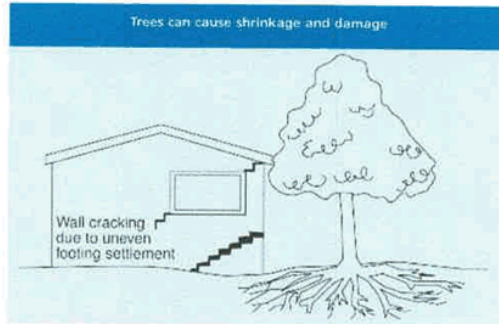 Trees can cause shrinkage and damage
Wall cracking
due to uneven
footing settlement